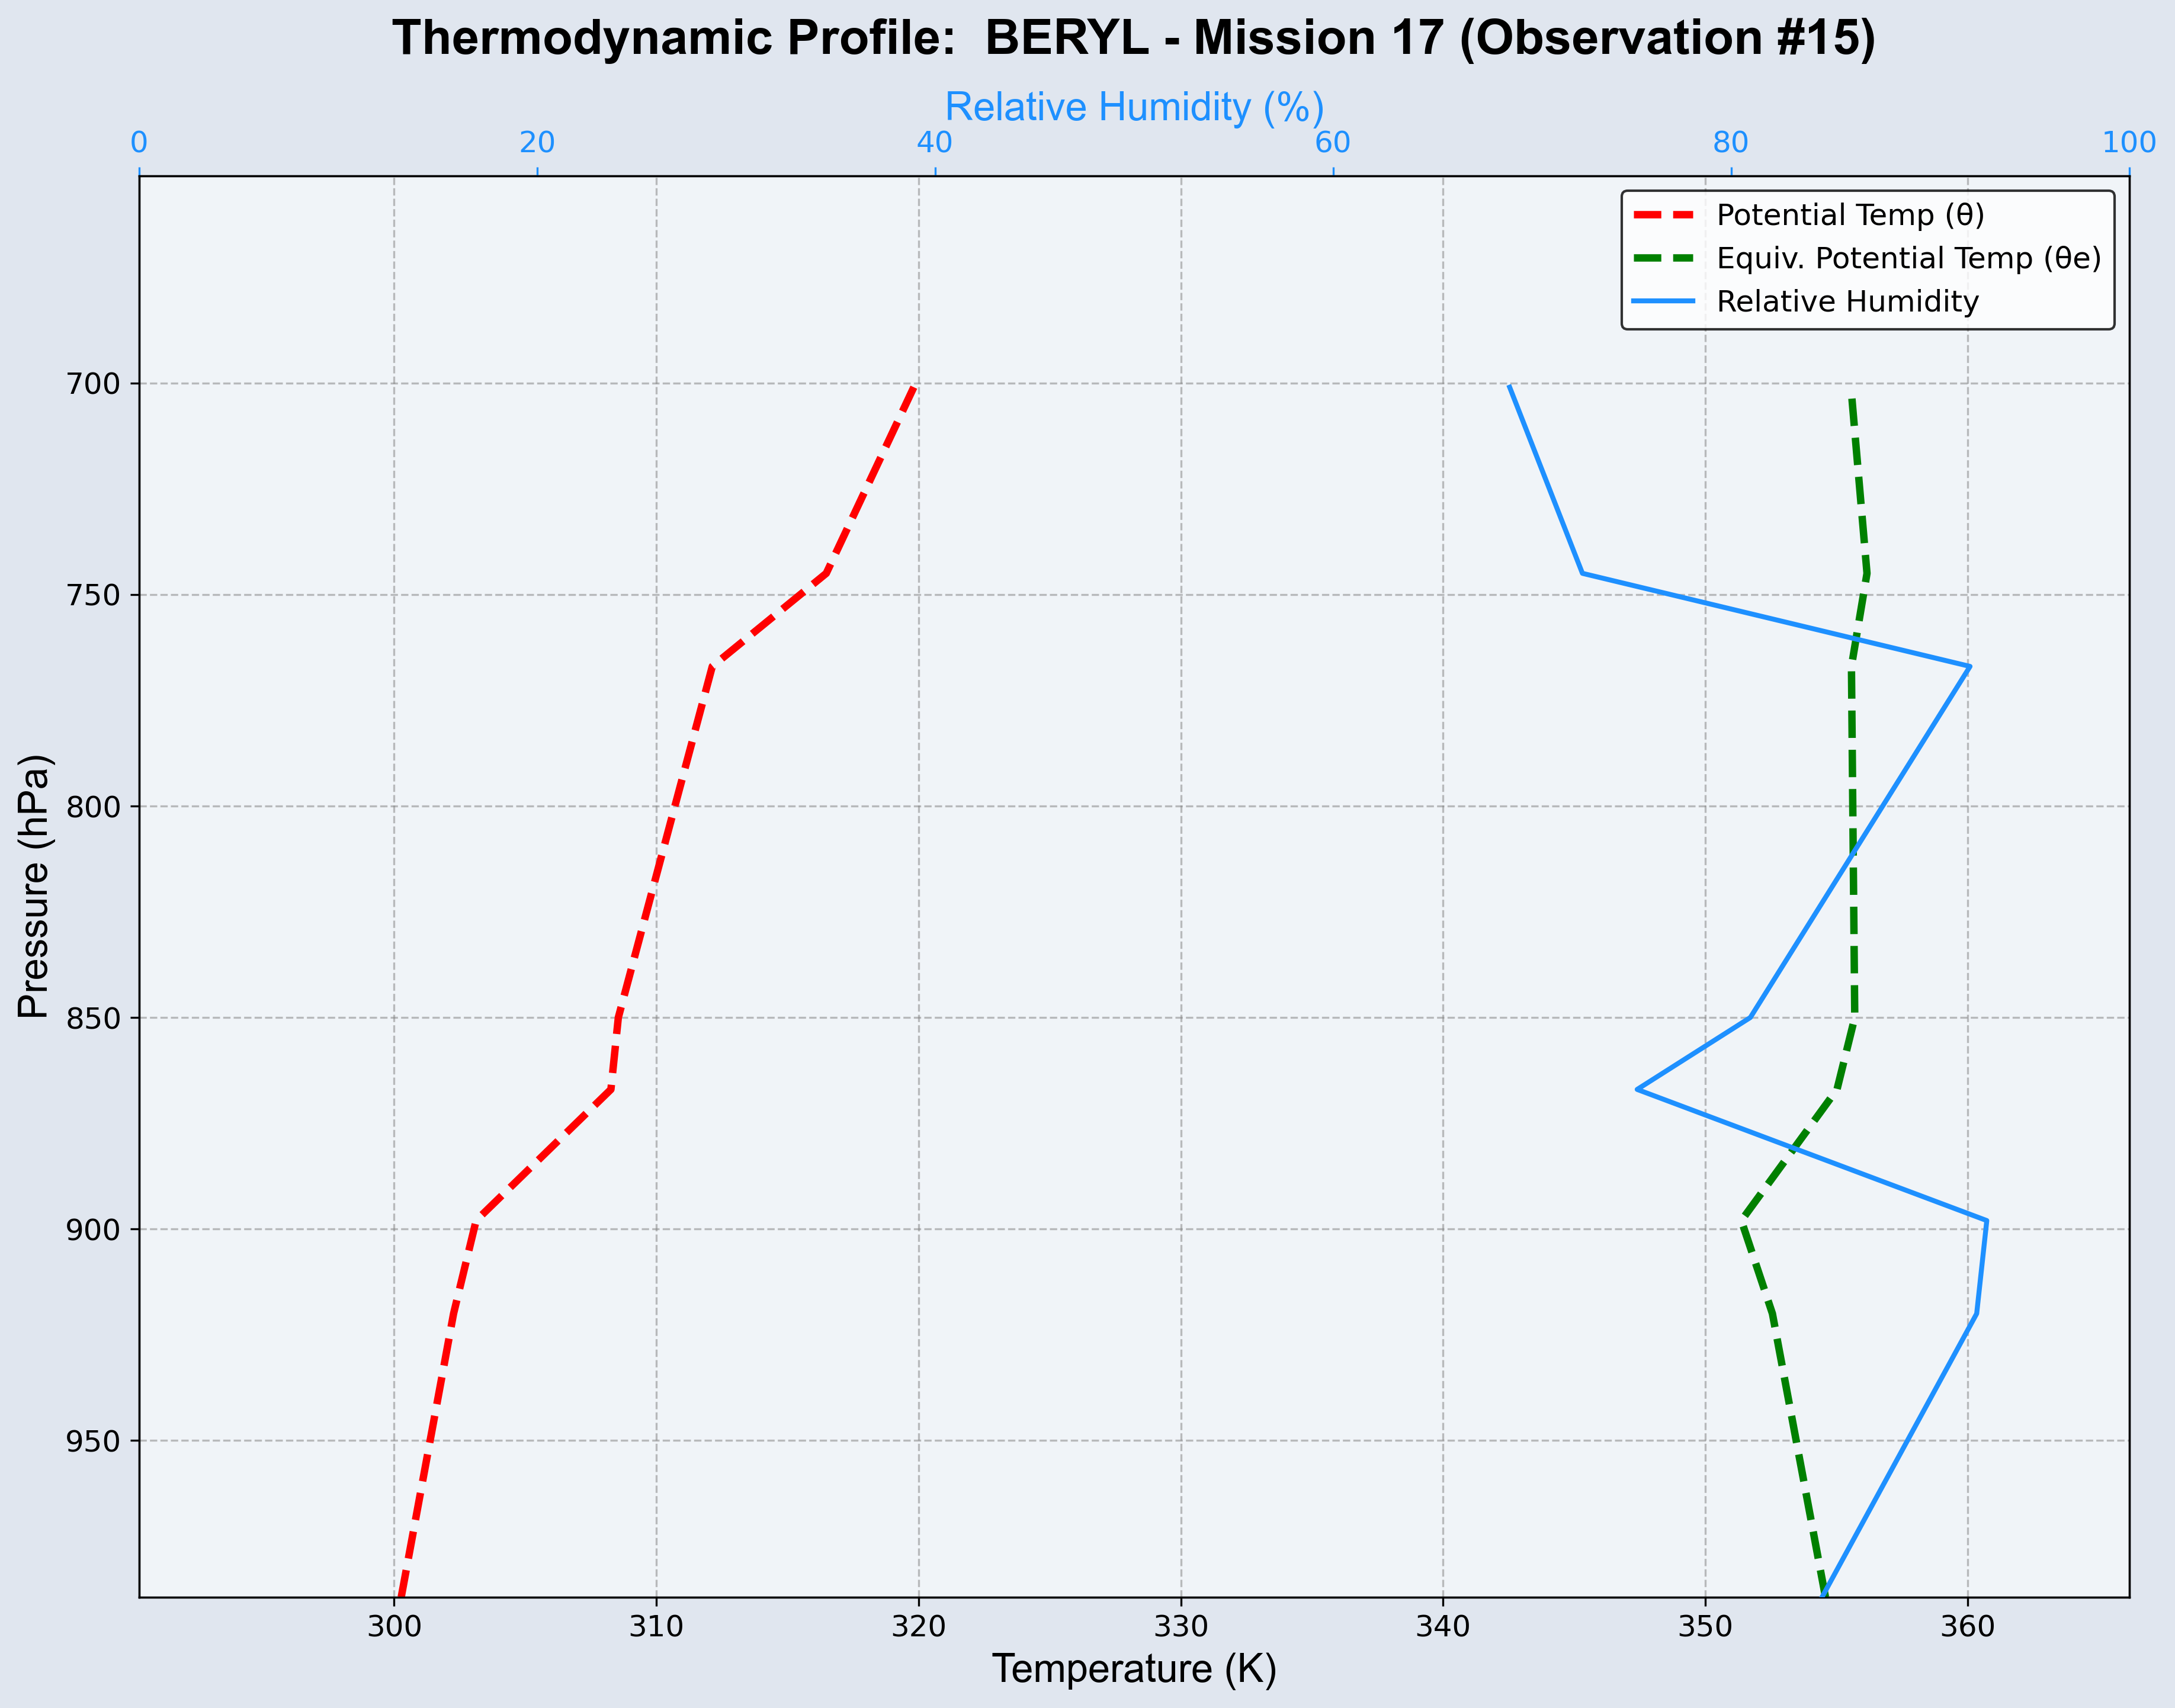 Thermodynamic Profile:  BERYL - Mission 17 (Observation #15)
Relative Humidity (%)
0 20 40 60 80 100
Potential Temp (θ)
Equiv. Potential Temp (θe)
Relative Humidity
Pressure (hPa)
700
750
800
850
900
950
300 310 320 330 340 350 360
Temperature (K)